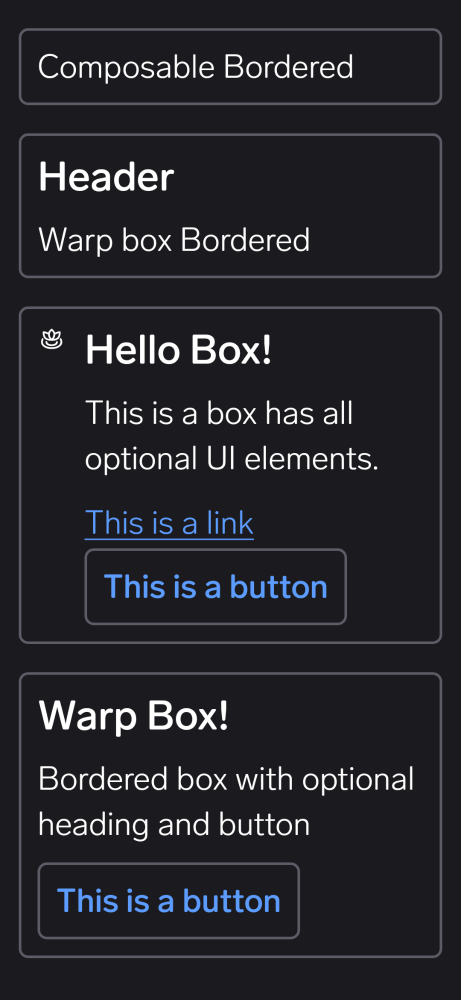 Composable Bordered
Header
Warp box Bordered
Hello Box!
This is a box has all
optional UI elements.
This is a link
This is a button
Warp Box!
Bordered box with optional
heading and button
This is a button